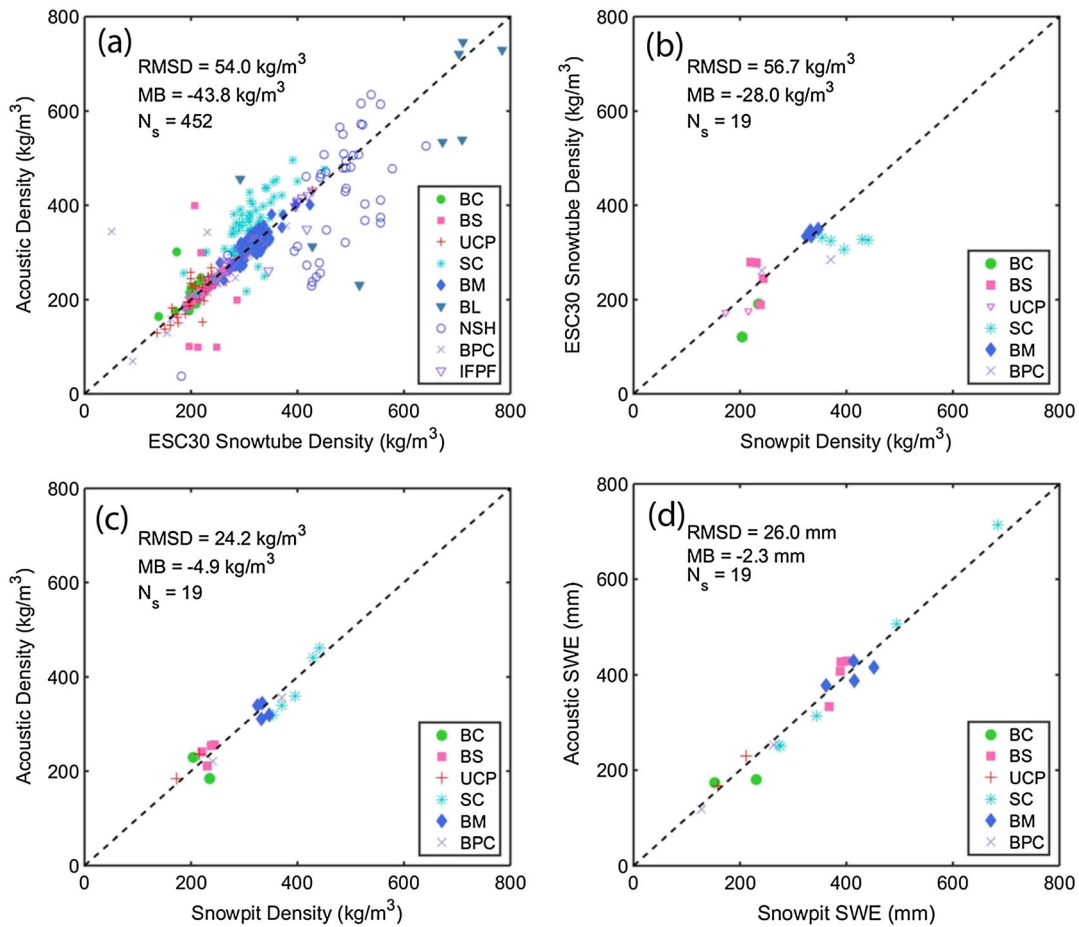 (a)
RMSD = 54.0 kg/m³
MB = -43.8 kg/m³
Nₛ = 452
800
600
400
200
0
0 200 400 600 800
Acoustic Density (kg/m³)
ESC30 Snowtube Density (kg/m³)
BC
BS
UCP
SC
BM
BL
NSH
BPC
IFPF
(b)
RMSD = 56.7 kg/m³
MB = -28.0 kg/m³
Nₛ = 19
800
600
400
200
0
0 200 400 600 800
ESC30 Snowtube Density (kg/m³)
Snowpit Density (kg/m³)
BC
BS
UCP
SC
BM
BPC
(c)
RMSD = 24.2 kg/m³
MB = -4.9 kg/m³
Nₛ = 19
800
600
400
200
0
0 200 400 600 800
Acoustic Density (kg/m³)
Snowpit Density (kg/m³)
BC
BS
UCP
SC
BM
BPC
(d)
RMSD = 26.0 mm
MB = -2.3 mm
Nₛ = 19
800
600
400
200
0
0 200 400 600 800
Acoustic SWE (mm)
Snowpit SWE (mm)
BC
BS
UCP
SC
BM
BPC